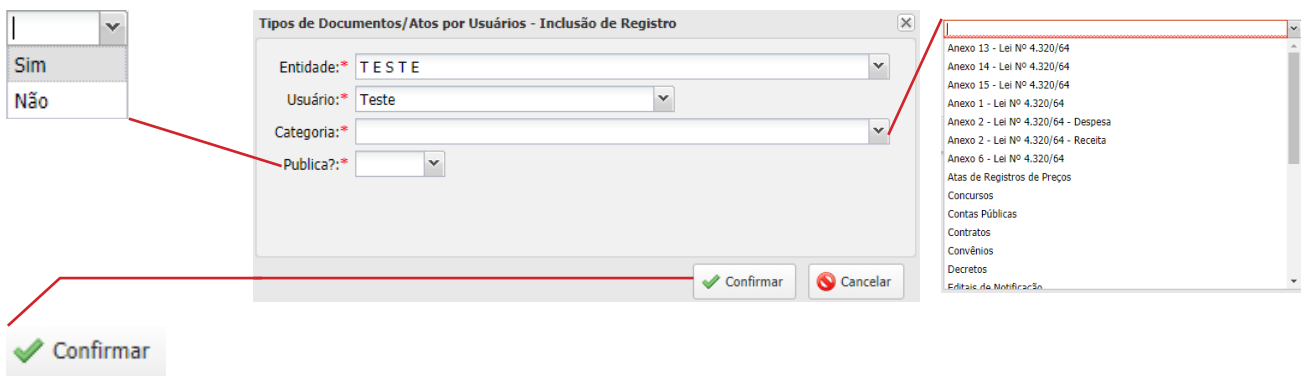 Sim
Não
Tipos de Documentos/Atos por Usuários - Inclusão de Registro
Entidade:* T E S T E
Usuário:* Teste
Categoria:*
Publica?:*
Confirmar
Cancelar
Anexo 13 - Lei Nº 4.320/64
Anexo 14 - Lei Nº 4.320/64
Anexo 15 - Lei Nº 4.320/64
Anexo 1 - Lei Nº 4.320/64
Anexo 2 - Lei Nº 4.320/64 - Despesa
Anexo 2 - Lei Nº 4.320/64 - Receita
Anexo 6 - Lei Nº 4.320/64
Atas de Registros de Preços
Concursos
Contas Públicas
Contratos
Convênios
Decretos
Editais de Notificação
Confirmar